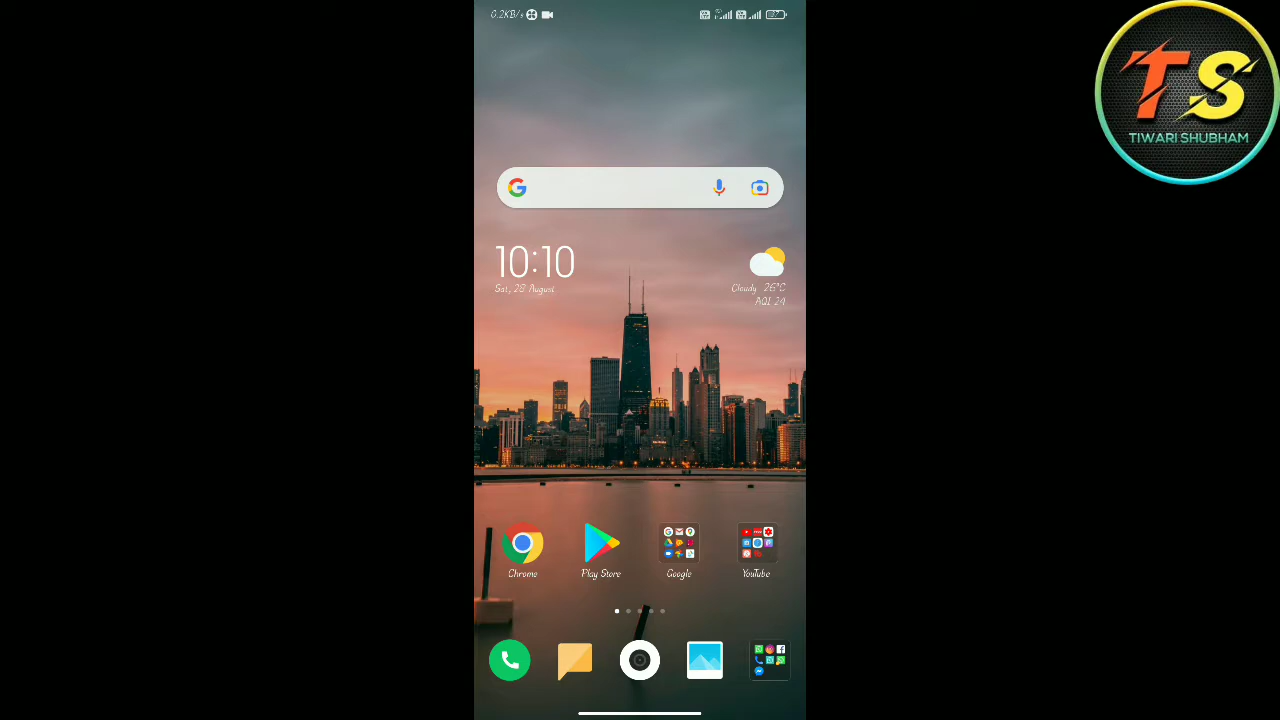 0.2KB/s
TS
TIWARI SHUBHAM
10:10
Sat, 28 August
Cloudy 26°C
AQI 24
Chrome
Play Store
Google
YouTube